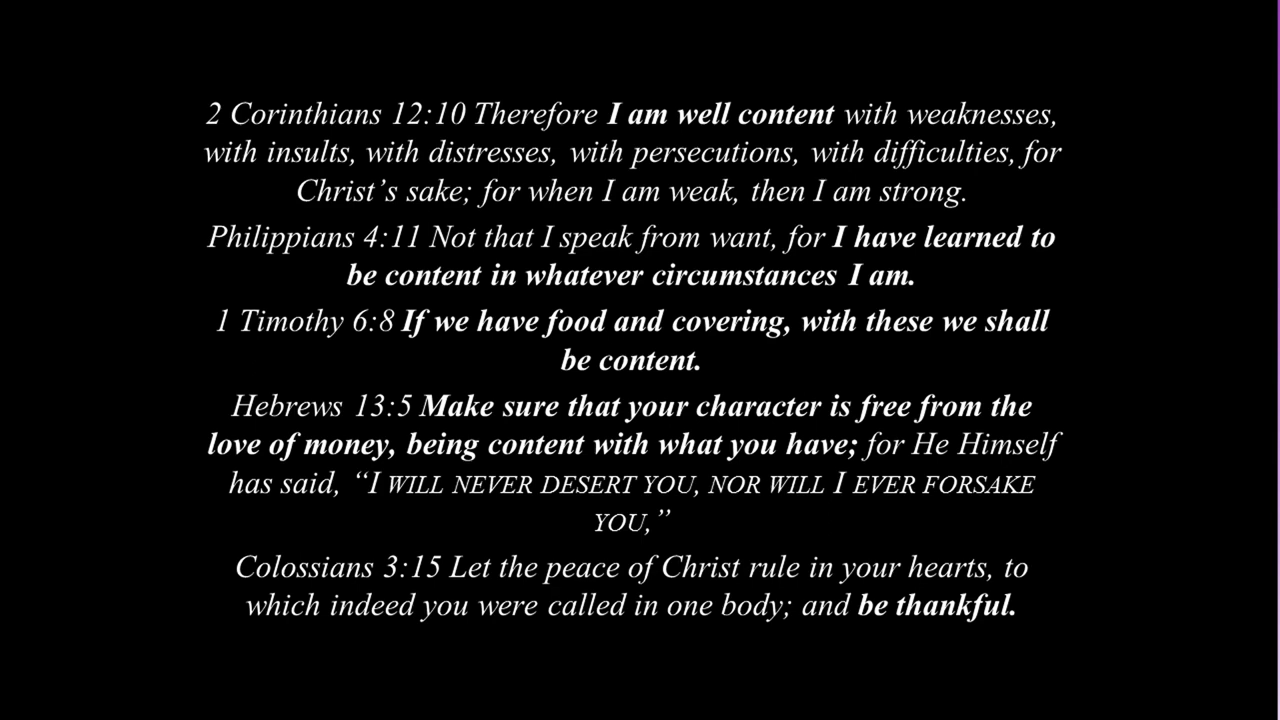 2 Corinthians 12:10 Therefore I am well content with weaknesses,
with insults, with distresses, with persecutions, with difficulties, for
Christ’s sake; for when I am weak, then I am strong.
Philippians 4:11 Not that I speak from want, for I have learned to
be content in whatever circumstances I am.
1 Timothy 6:8 If we have food and covering, with these we shall
be content.
Hebrews 13:5 Make sure that your character is free from the
love of money, being content with what you have; for He Himself
has said, “I WILL NEVER DESERT YOU, NOR WILL I EVER FORSAKE
YOU,”
Colossians 3:15 Let the peace of Christ rule in your hearts, to
which indeed you were called in one body; and be thankful.